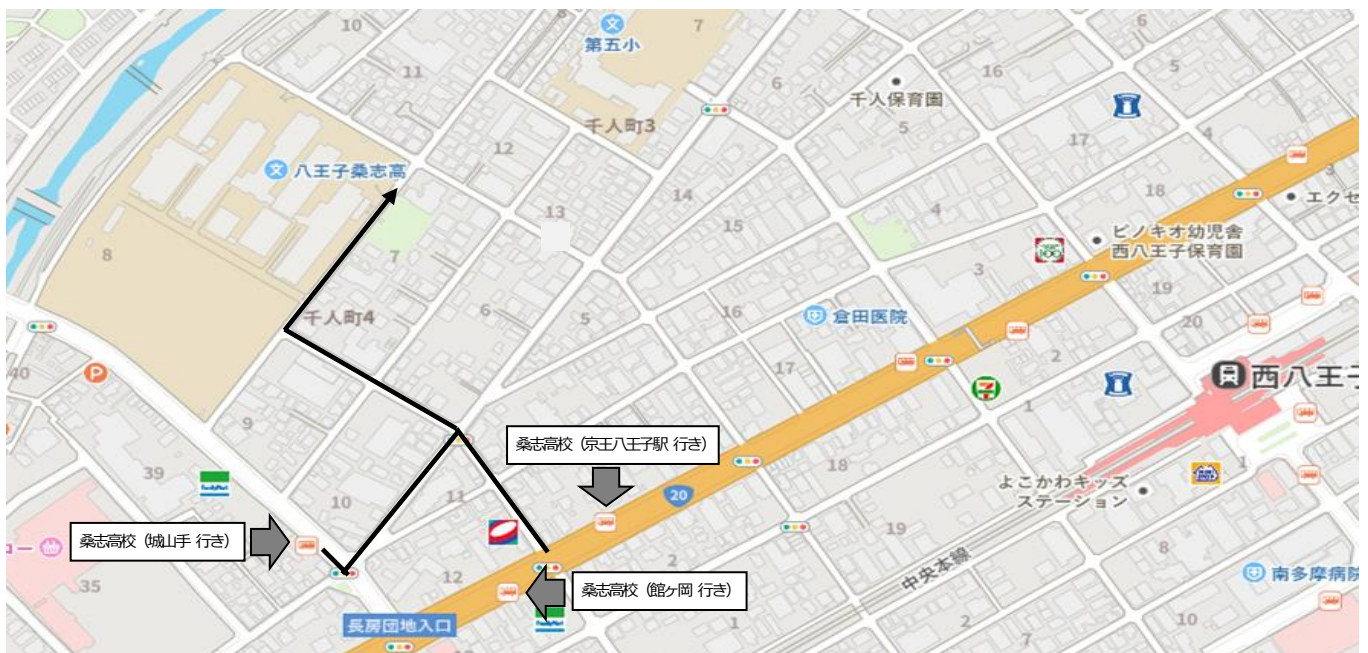 10
7
6
第五小
11
16
5
6
千人保育園
千人町3
5
17
4
12
八王子桑志高
14
18
3
エクセ
13
15
4
ピノキオ幼児舎
西八王子保育園
8
7
3
19
千人町4
6
5
16
倉田医院
20
2
西八王子
P
40
17
1
9
桑志高校（京王八王子駅 行き）
18
よこかわキッズ
ステーション
1
39
FamilyMart
10
11
20
桑志高校（城山手 行き）
19
中央本線
8
ロー
35
12
2
桑志高校（館ヶ岡 行き）
南多摩病院
FamilyMart
長房団地入口
1
2
7
10